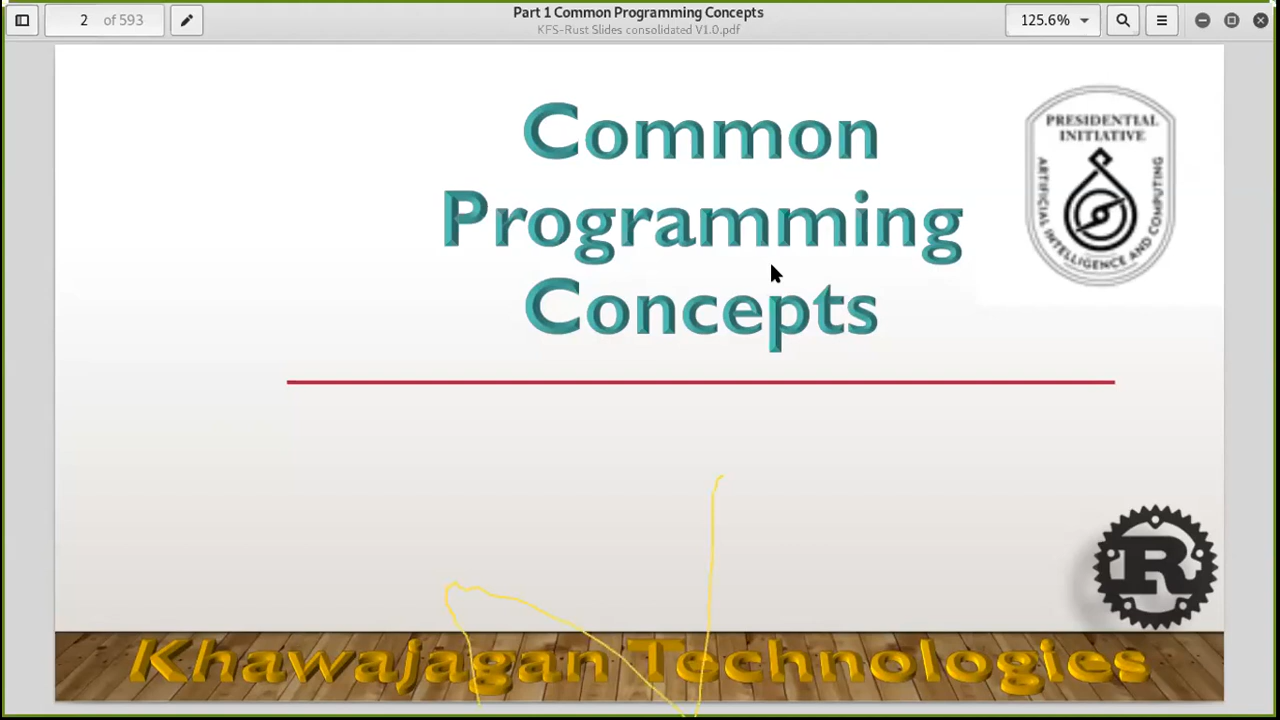 Part 1 Common Programming Concepts
KFS-Rust Slides consolidated V1.0.pdf
2 of 593
125.6%
Common
Programming
Concepts
PRESIDENTIAL
INITIATIVE
ARTIFICIAL INTELLIGENCE AND COMPUTING
R
Khawajagan Technologies